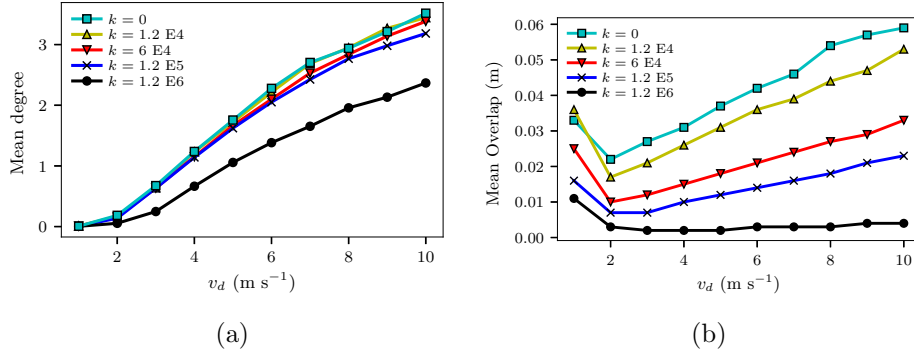 k = 0
k = 1.2 E4
k = 6 E4
k = 1.2 E5
k = 1.2 E6
Mean degree
3
2
1
0
2
4
6
8
10
v_d (m s⁻¹)
(a)
k = 0
k = 1.2 E4
k = 6 E4
k = 1.2 E5
k = 1.2 E6
Mean Overlap (m)
0.06
0.05
0.04
0.03
0.02
0.01
0.00
2
4
6
8
10
v_d (m s⁻¹)
(b)